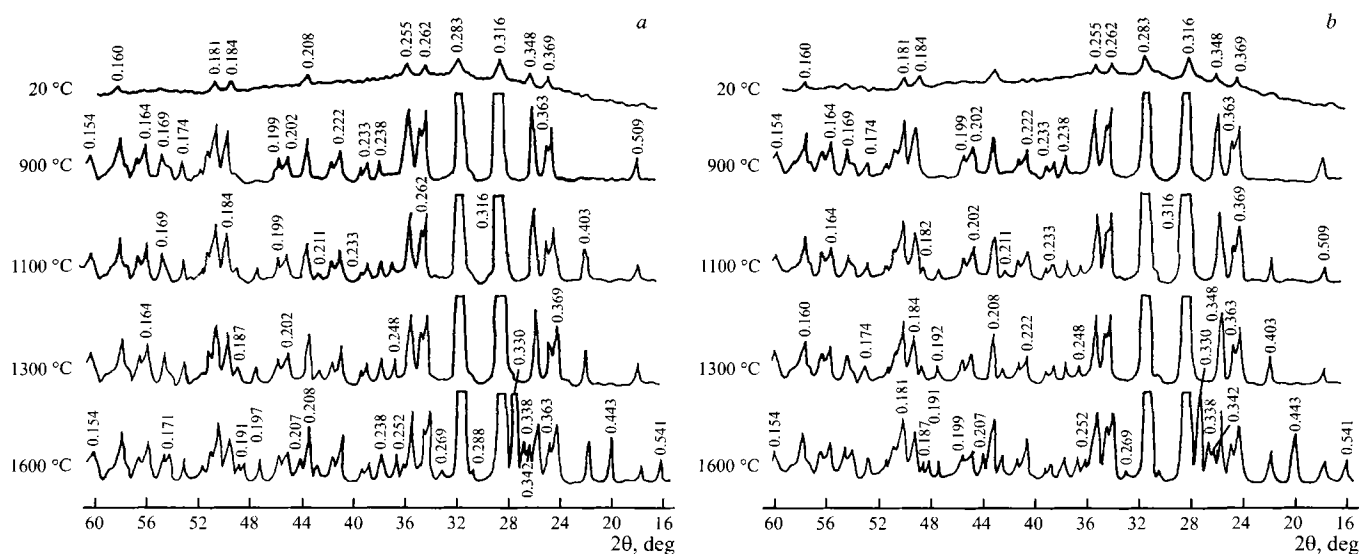 a
0.160 0.181 0.184 0.208 0.255 0.262 0.283 0.316 0.348 0.369
20 °C
0.154 0.164 0.169 0.174 0.199 0.202 0.222 0.233 0.238 0.363 0.509
900 °C
0.169 0.184 0.199 0.211 0.233 0.262 0.316 0.403
1100 °C
0.164 0.187 0.202 0.248 0.330 0.369
1300 °C
0.154 0.171 0.191 0.197 0.207 0.208 0.238 0.252 0.269 0.288 0.342 0.338 0.363 0.443 0.541
1600 °C
60 56 52 48 44 40 36 32 28 24 20 16
2θ, deg
b
0.160 0.181 0.184 0.255 0.262 0.283 0.316 0.348 0.369
20 °C
0.154 0.164 0.169 0.174 0.199 0.202 0.222 0.233 0.238 0.363
900 °C
0.164 0.182 0.202 0.211 0.233 0.316 0.369 0.509
1100 °C
0.160 0.174 0.184 0.192 0.208 0.222 0.248 0.330 0.348 0.363 0.403
1300 °C
0.154 0.181 0.187 0.191 0.199 0.207 0.252 0.269 0.338 0.342 0.443 0.541
1600 °C
60 56 52 48 44 40 36 32 28 24 20 16
2θ, deg